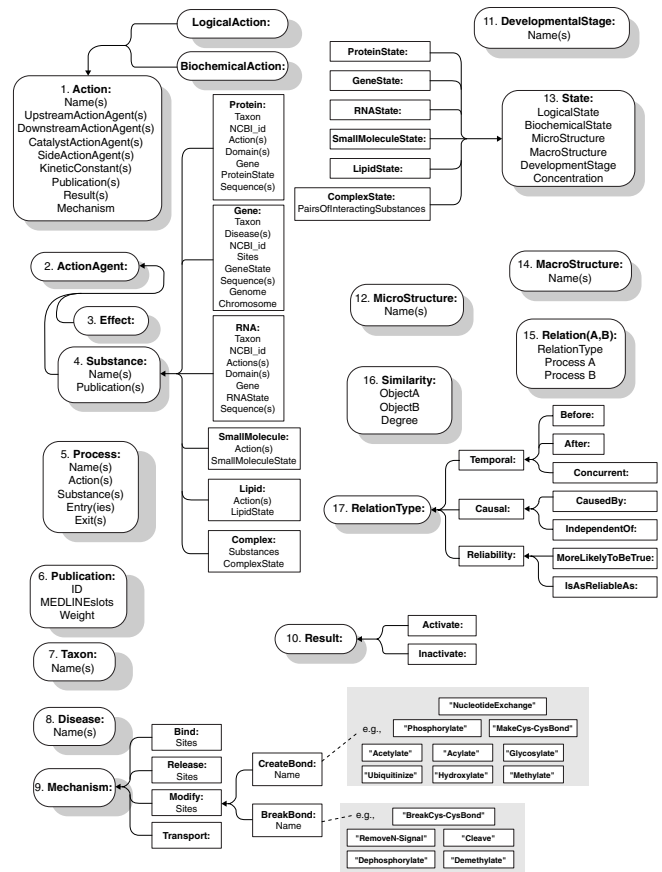 LogicalAction:
BiochemicalAction:
1. Action:
Name(s)
UpstreamActionAgent(s)
DownstreamActionAgent(s)
CatalystActionAgent(s)
SideActionAgent(s)
KineticConstant(s)
Publication(s)
Result(s)
Mechanism
2. ActionAgent:
3. Effect:
4. Substance:
Name(s)
Publication(s)
5. Process:
Name(s)
Action(s)
Substance(s)
Entry(ies)
Exit(s)
6. Publication:
ID
MEDLINEslots
Weight
7. Taxon:
Name(s)
8. Disease:
Name(s)
9. Mechanism:
Protein:
Taxon
NCBI_id
Action(s)
Domain(s)
Gene
ProteinState
Sequence(s)
Gene:
Taxon
Disease(s)
NCBI_id
Sites
GeneState
Sequence(s)
Genome
Chromosome
RNA:
Taxon
NCBI_id
Actions(s)
Domain(s)
Gene
RNAState
Sequence(s)
SmallMolecule:
Action(s)
SmallMoleculeState
Lipid:
Action(s)
LipidState
Complex:
Substances
ComplexState
Bind:
Sites
Release:
Sites
Modify:
Sites
Transport:
CreateBond:
Name
BreakBond:
Name
11. DevelopmentalStage:
Name(s)
ProteinState:
GeneState:
RNAState:
SmallMoleculeState:
LipidState:
ComplexState:
PairsOfInteractingSubstances
13. State:
LogicalState
BiochemicalState
MicroStructure
MacroStructure
DevelopmentStage
Concentration
14. MacroStructure:
Name(s)
12. MicroStructure:
Name(s)
15. Relation(A,B):
RelationType
Process A
Process B
16. Similarity:
ObjectA
ObjectB
Degree
17. RelationType:
Temporal:
Causal:
Reliability:
Before:
After:
Concurrent:
CausedBy:
IndependentOf:
MoreLikelyToBeTrue:
IsAsReliableAs:
10. Result:
Activate:
Inactivate:
e.g.,
"NucleotideExchange"
"Phosphorylate" "MakeCys-CysBond"
"Acetylate" "Acylate" "Glycosylate"
"Ubiquitinize" "Hydroxylate" "Methylate"
e.g., "BreakCys-CysBond"
"RemoveN-Signal" "Cleave"
"Dephosphorylate" "Demethylate"